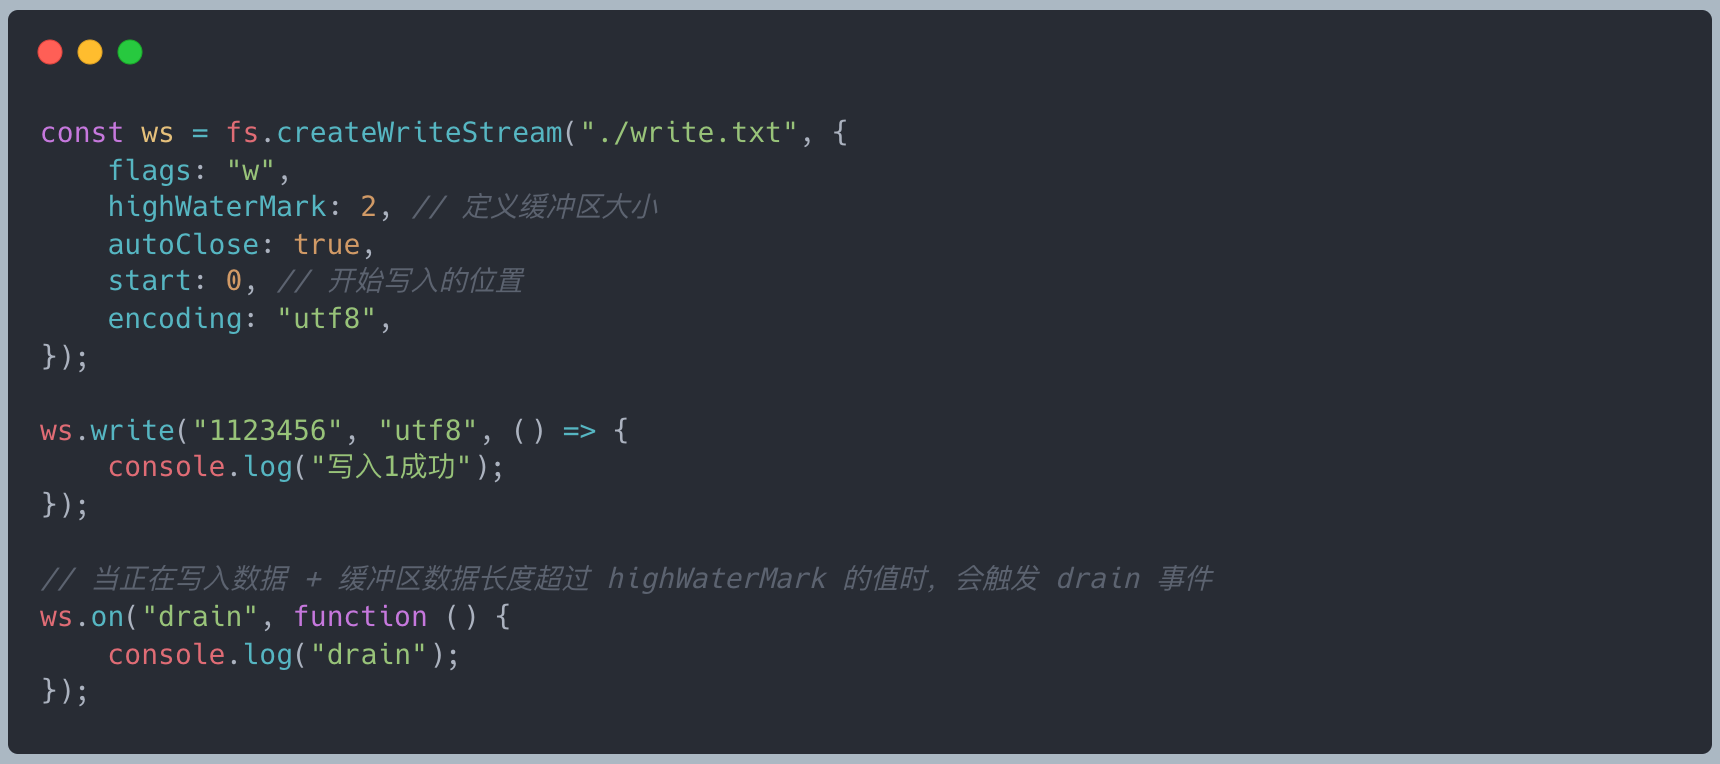 const ws = fs.createWriteStream("./write.txt", {
    flags: "w",
    highWaterMark: 2, // 定义缓冲区大小
    autoClose: true,
    start: 0, // 开始写入的位置
    encoding: "utf8",
});

ws.write("1123456", "utf8", () => {
    console.log("写入1成功");
});

// 当正在写入数据 + 缓冲区数据长度超过 highWaterMark 的值时，会触发 drain 事件
ws.on("drain", function () {
    console.log("drain");
});